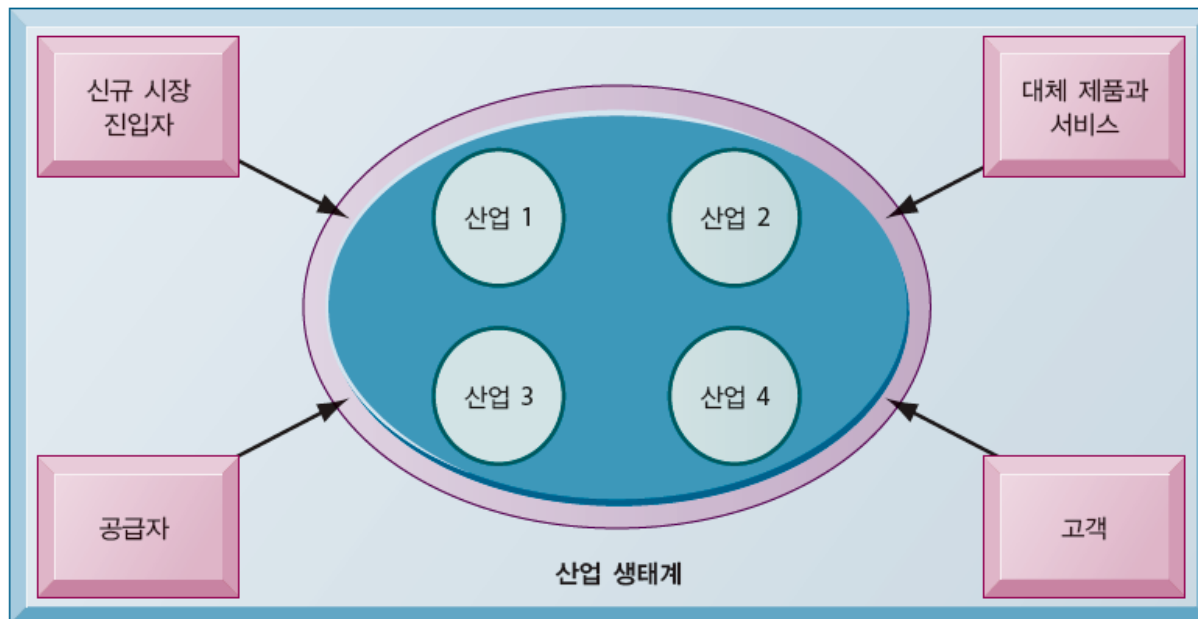 신규 시장
진입자
대체 제품과
서비스
산업 1
산업 2
산업 3
산업 4
공급자
고객
산업 생태계